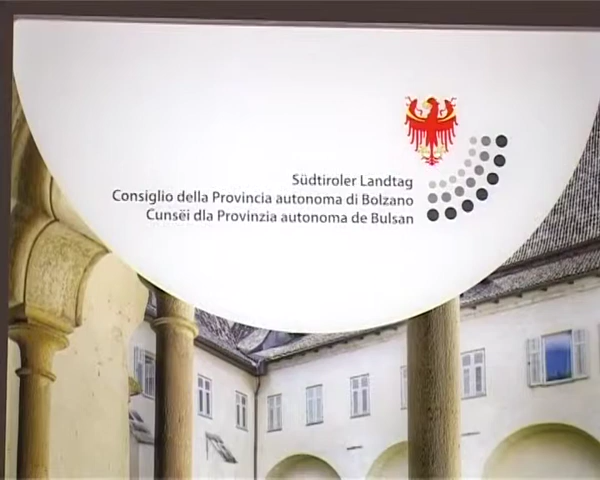 Südtiroler Landtag
Consiglio della Provincia autonoma di Bolzano
Cunsëi dla Provinzia autonoma de Bulsan